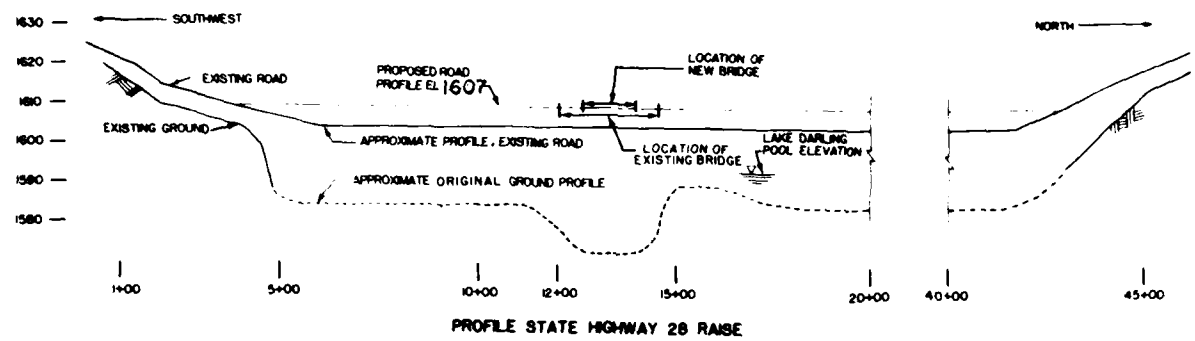 1630
SOUTHWEST
NORTH
1620
EXISTING ROAD
PROPOSED ROAD
PROFILE EL 1607
LOCATION OF
NEW BRIDGE
1610
EXISTING GROUND
1600
APPROXIMATE PROFILE, EXISTING ROAD
LOCATION OF
EXISTING BRIDGE
LAKE DARLING
POOL ELEVATION
1590
APPROXIMATE ORIGINAL GROUND PROFILE
1580
1+00
5+00
10+00
12+00
15+00
20+00
40+00
45+00
PROFILE STATE HIGHWAY 28 RAISE